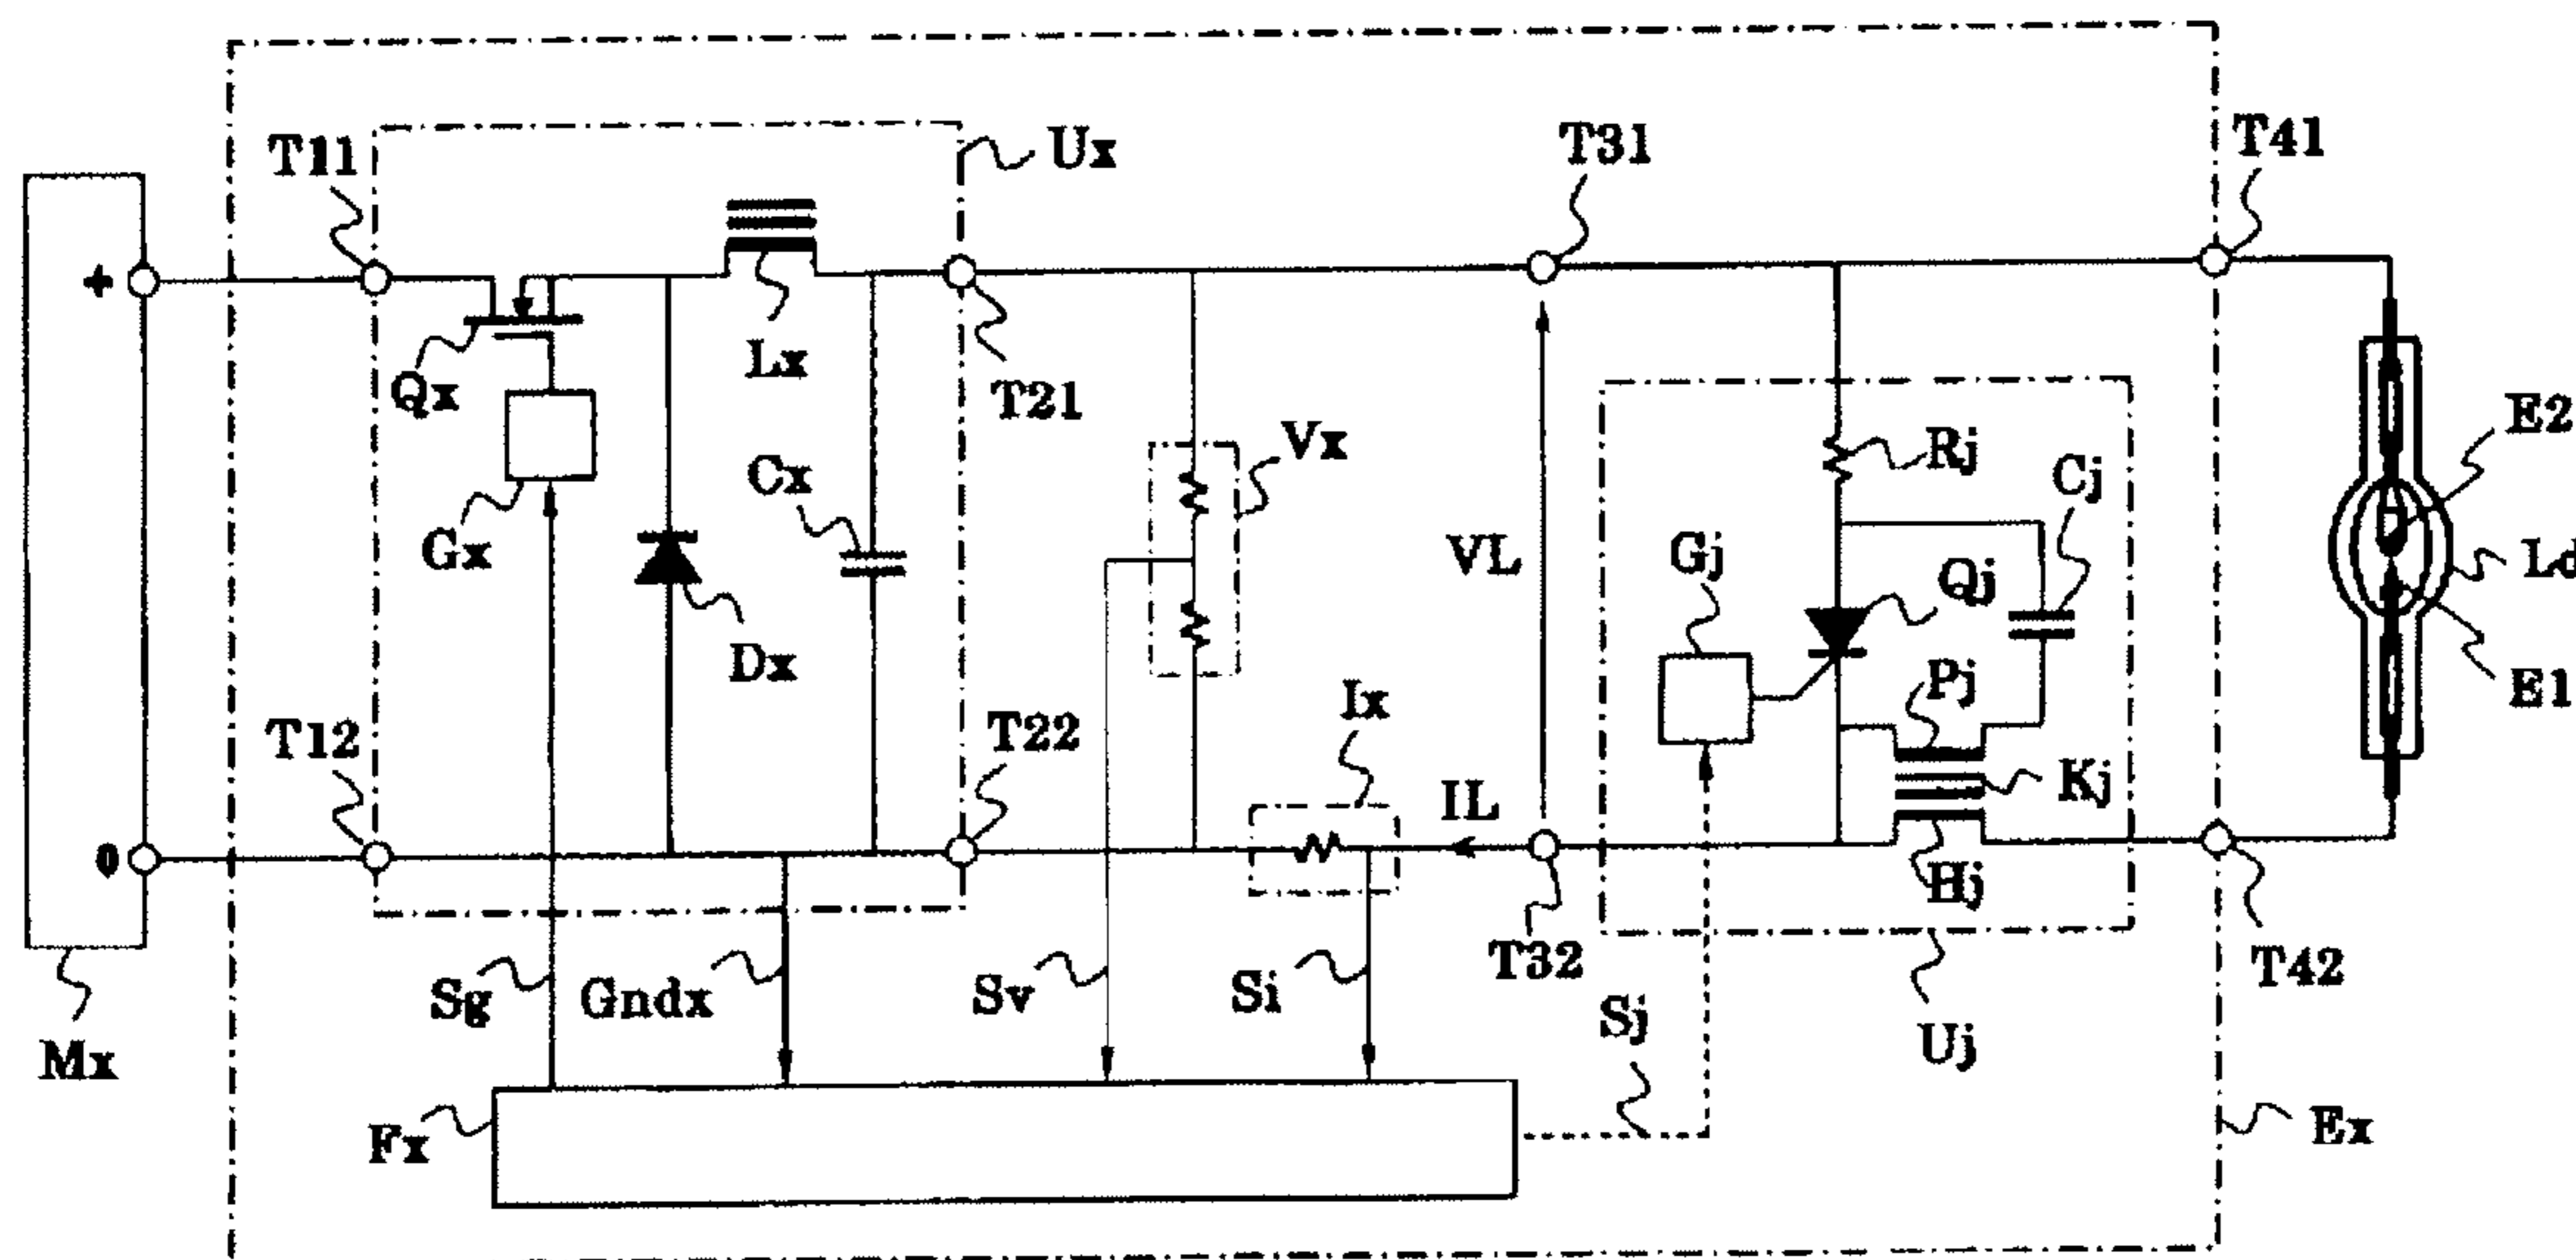 T11
Ux
T31
T41
+
Qx
Lx
T21
Vx
Rj
E2
Gx
Cx
VL
Gj
Cj
Qj
Dx
Pj
E1
T12
T22
Ix
IL
Kj
0
Hj
T32
T42
Sg
Gndx
Sv
Si
Sj
Uj
Mx
Fx
Ex